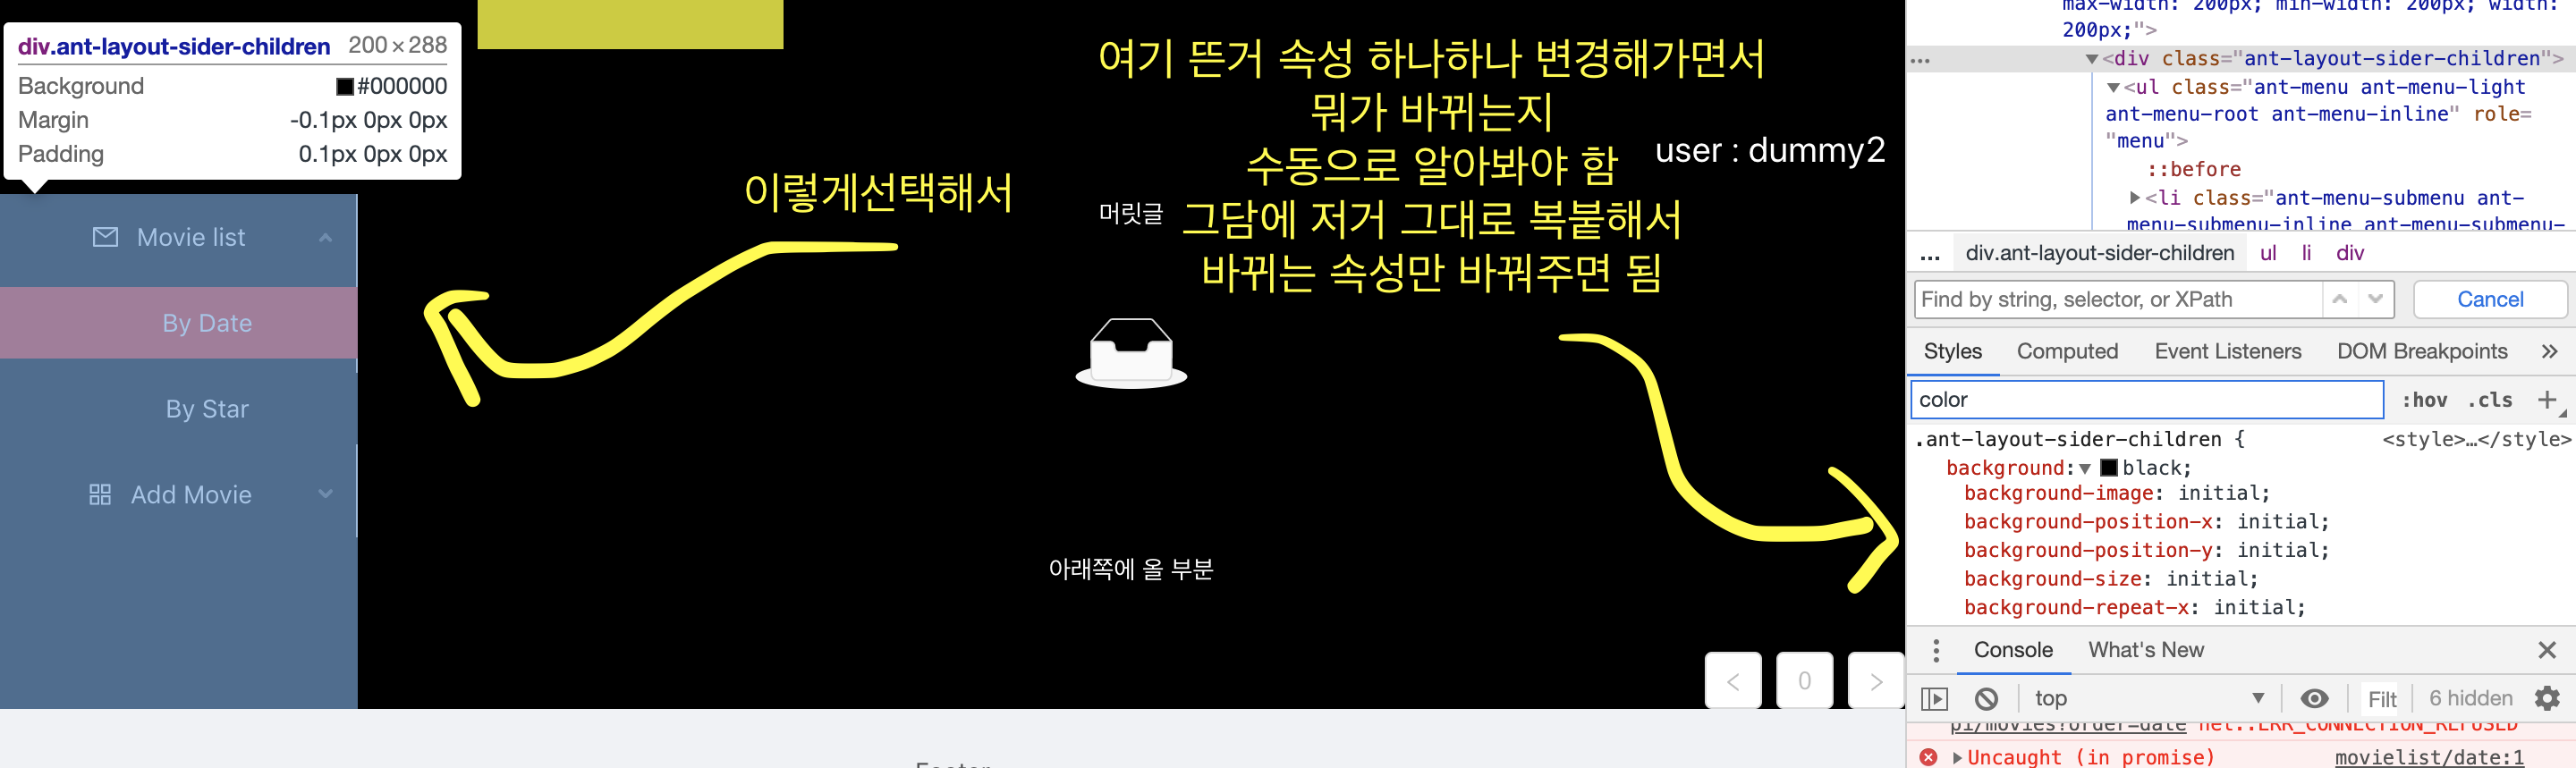 div.ant-layout-sider-children 200 × 288
Background #000000
Margin -0.1px 0px 0px
Padding 0.1px 0px 0px
Movie list
By Date
By Star
Add Movie
이렇게선택해서
여기 뜬거 속성 하나하나 변경해가면서
뭐가 바뀌는지
수동으로 알아봐야 함
그담에 저거 그대로 복붙해서
바뀌는 속성만 바꿔주면 됨
user : dummy2
머릿글
아래쪽에 올 부분
< 0 >
Footer
max-width: 200px; min-width: 200px; width:
200px;">
... ▼<div class="ant-layout-sider-children">
▼<ul class="ant-menu ant-menu-light
ant-menu-root ant-menu-inline" role=
"menu">
::before
▶<li class="ant-menu-submenu ant-
menu-submenu-inline ant-menu-submenu-
... div.ant-layout-sider-children ul li div
Find by string, selector, or XPath Cancel
Styles Computed Event Listeners DOM Breakpoints »
color :hov .cls +
.ant-layout-sider-children { <style>…</style>
background:▼ black;
background-image: initial;
background-position-x: initial;
background-position-y: initial;
background-size: initial;
background-repeat-x: initial;
Console What's New
top ▼ Filt 6 hidden
pi/movies?order=date net::ERR_CONNECTION_REFUSED
▶Uncaught (in promise) movielist/date:1